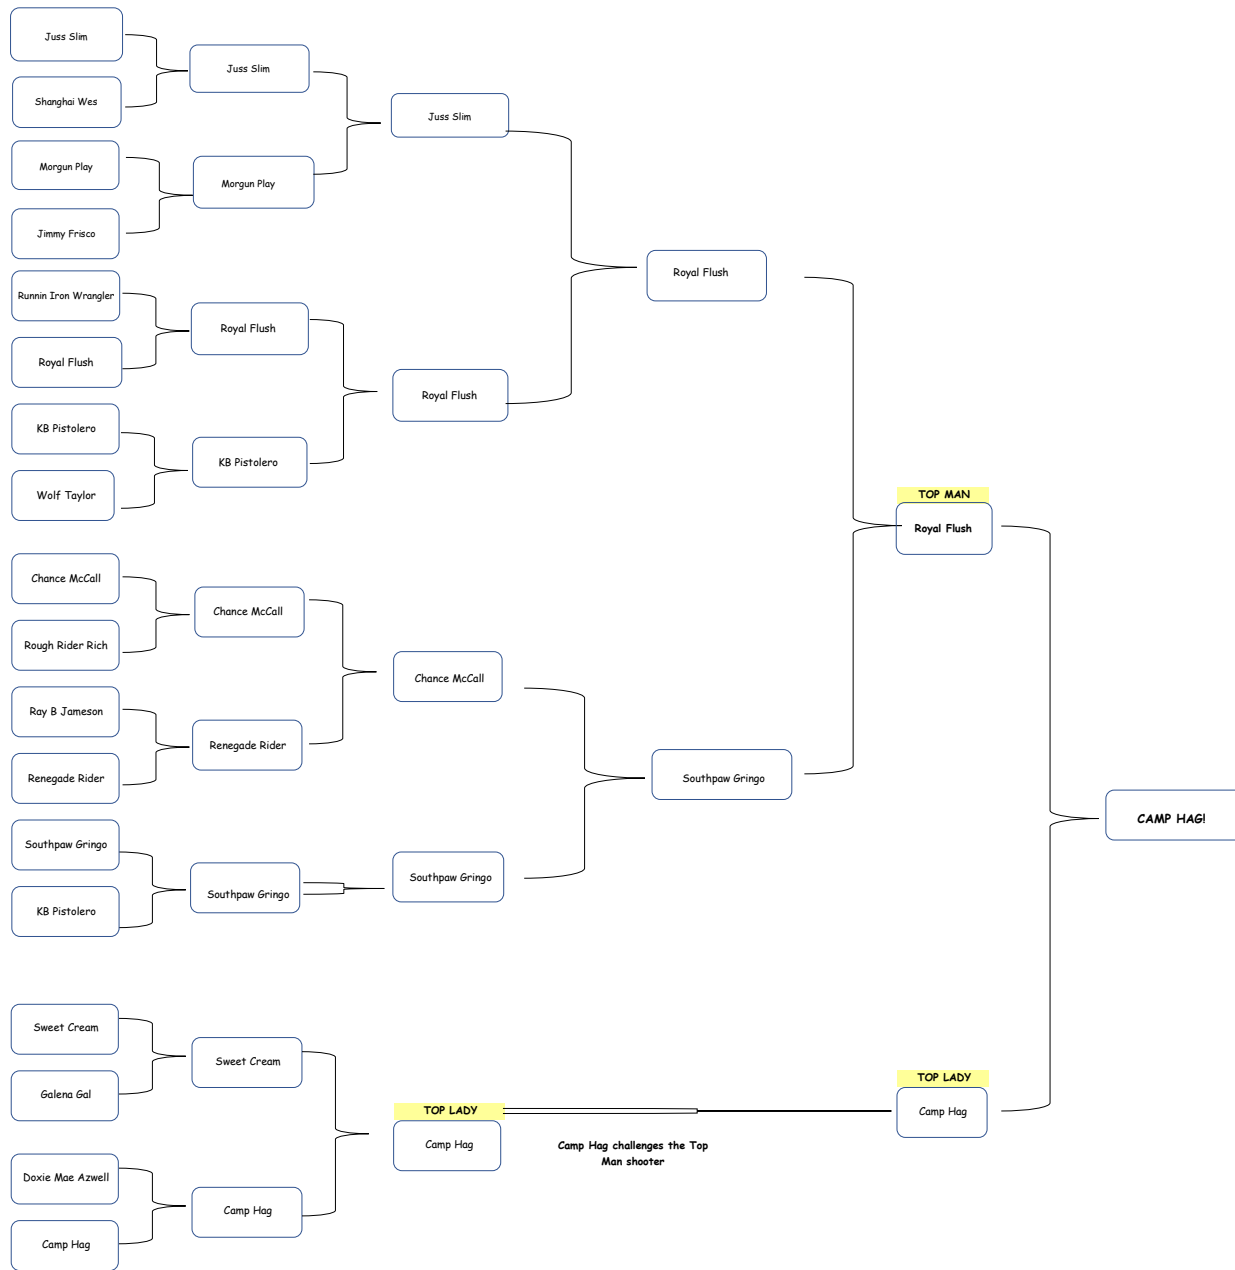 Juss Slim
Shanghai Wes
Morgun Play
Jimmy Frisco
Runnin Iron Wrangler
Royal Flush
KB Pistolero
Wolf Taylor
Chance McCall
Rough Rider Rich
Ray B Jameson
Renegade Rider
Southpaw Gringo
KB Pistolero
Sweet Cream
Galena Gal
Doxie Mae Azwell
Camp Hag
Juss Slim
Morgun Play
Royal Flush
KB Pistolero
Chance McCall
Renegade Rider
Southpaw Gringo
Sweet Cream
Camp Hag
Juss Slim
Royal Flush
Chance McCall
Southpaw Gringo
TOP LADY
Camp Hag
Camp Hag challenges the Top
Man shooter
Royal Flush
Southpaw Gringo
TOP MAN
Royal Flush
TOP LADY
Camp Hag
CAMP HAG!